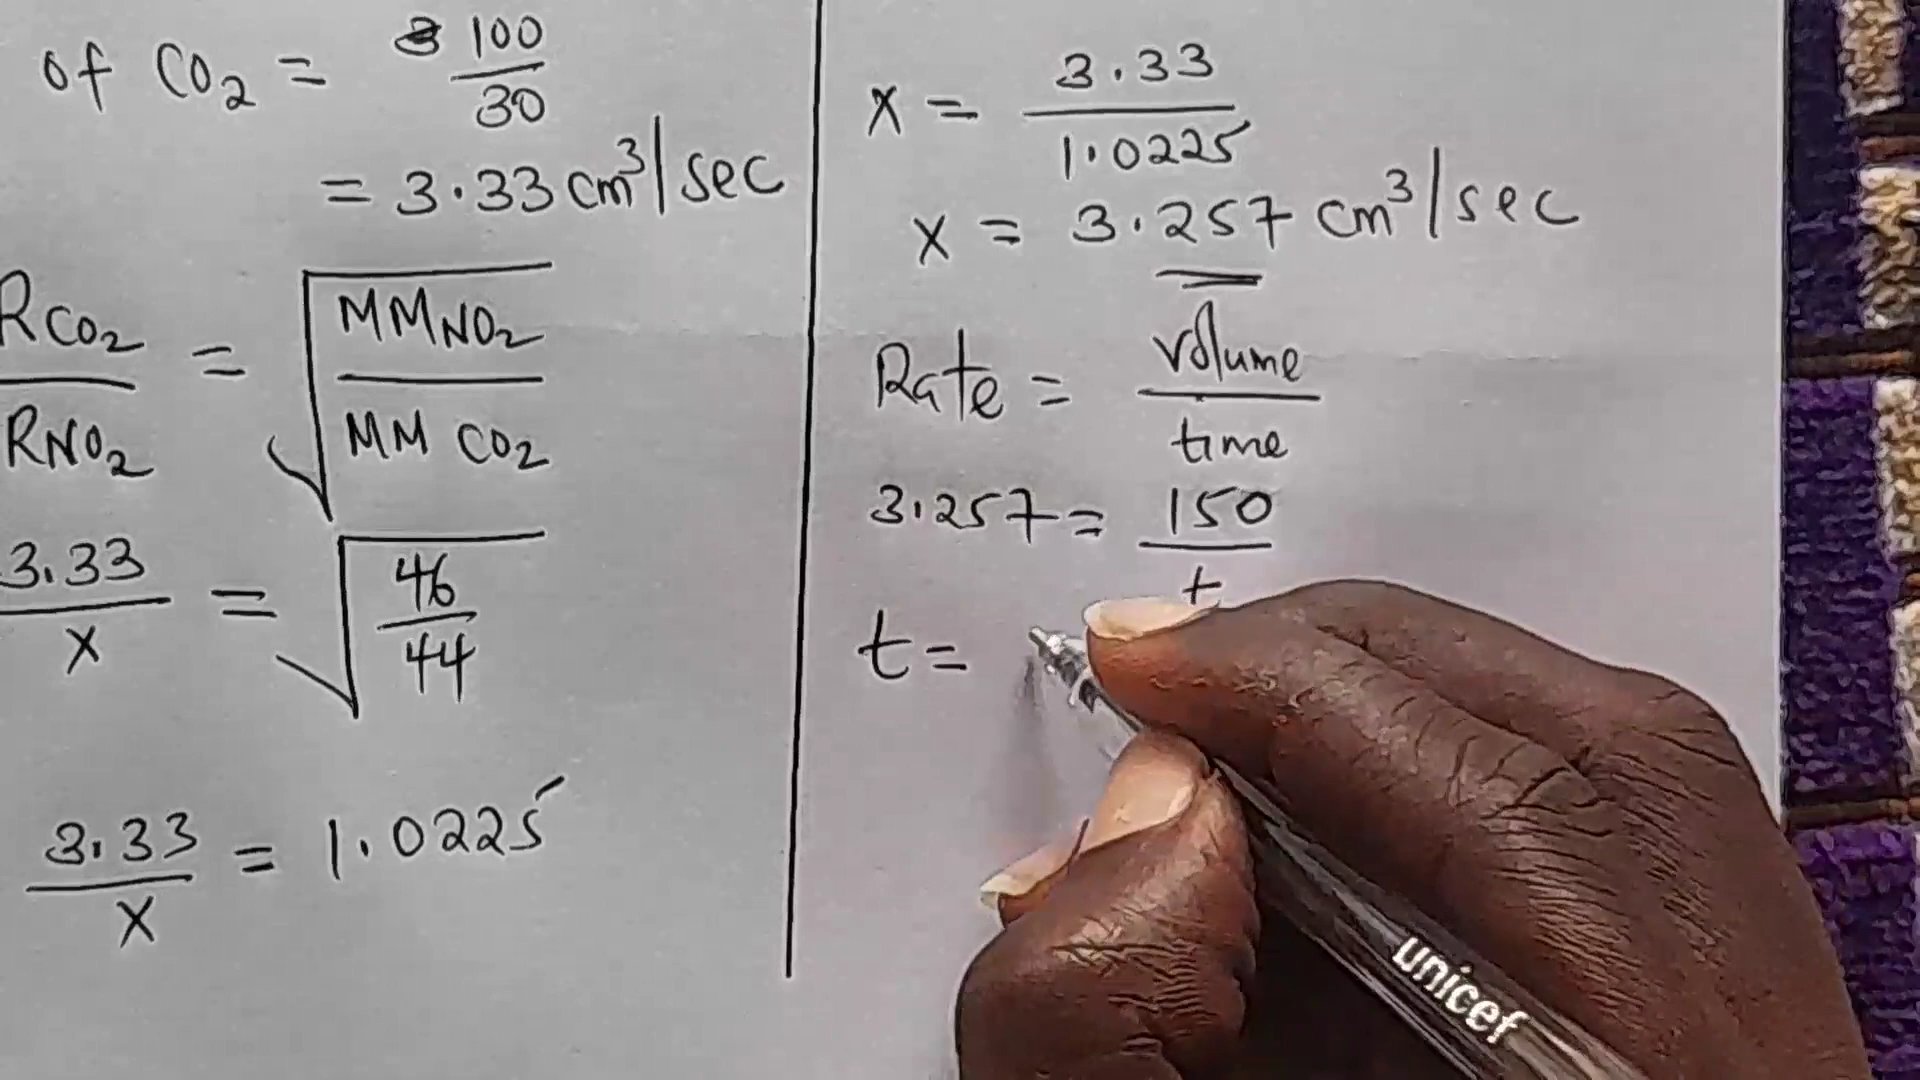 of CO₂ = 100/30
= 3.33 cm³/sec
RCO₂/RNO₂ = √(MMNO₂/MM CO₂)
3.33/x = √(46/44)
3.33/x = 1.0225
x = 3.33/1.0225
x = 3.257 cm³/sec
Rate = volume/time
3.257 = 150/t
t =
unicef